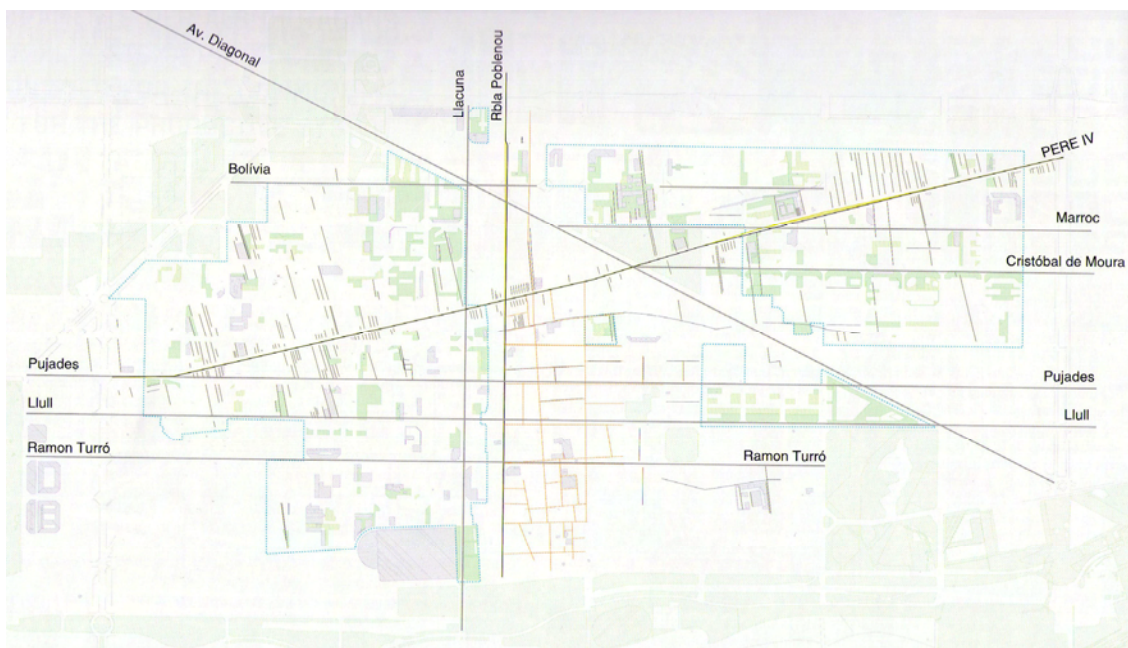 Av. Diagonal
Llacuna
Rbla Poblenou
Bolívia
PERE IV
Marroc
Cristóbal de Moura
Pujades
Pujades
Llull
Llull
Ramon Turró
Ramon Turró